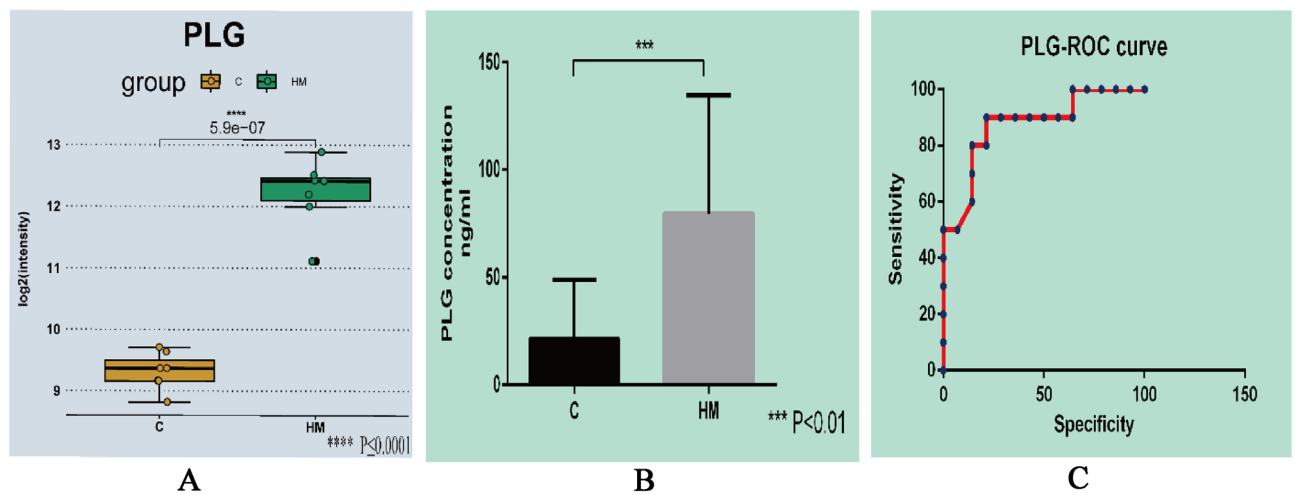 PLG
group C HM
****
5.9e-07
13
12
11
10
9
log2(intensity)
C HM
**** P≤0.0001
A
***
150
100
50
0
PLG concentration
ng/ml
C HM
*** P<0.01
B
PLG-ROC curve
100
80
60
40
20
0
Sensitivity
0 50 100 150
Specificity
C